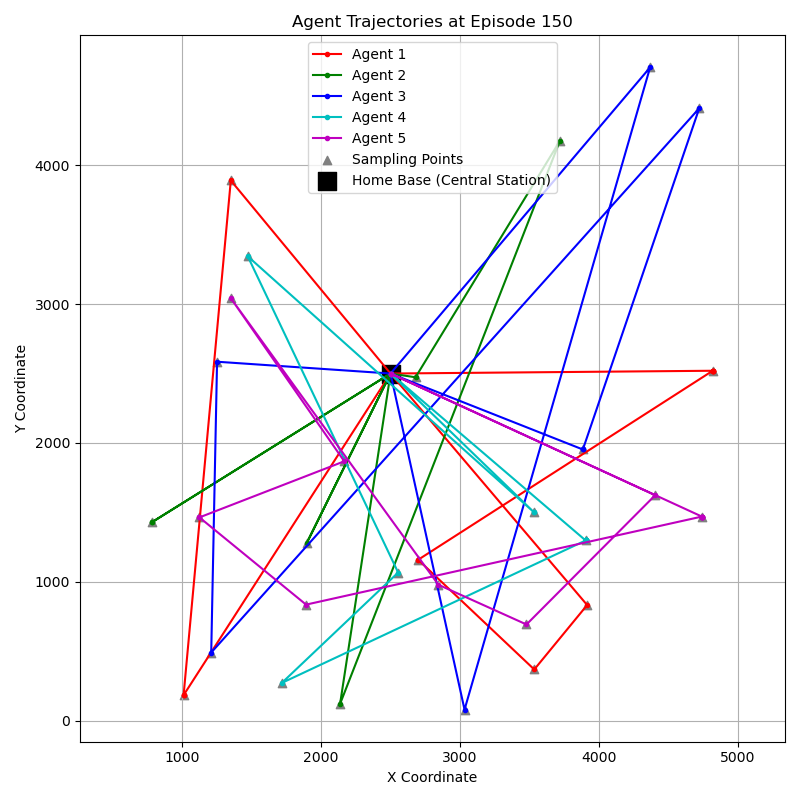 Agent Trajectories at Episode 150
Agent 1
Agent 2
Agent 3
Agent 4
Agent 5
Sampling Points
Home Base (Central Station)
Y Coordinate
4000
3000
2000
1000
0
1000
2000
3000
4000
5000
X Coordinate